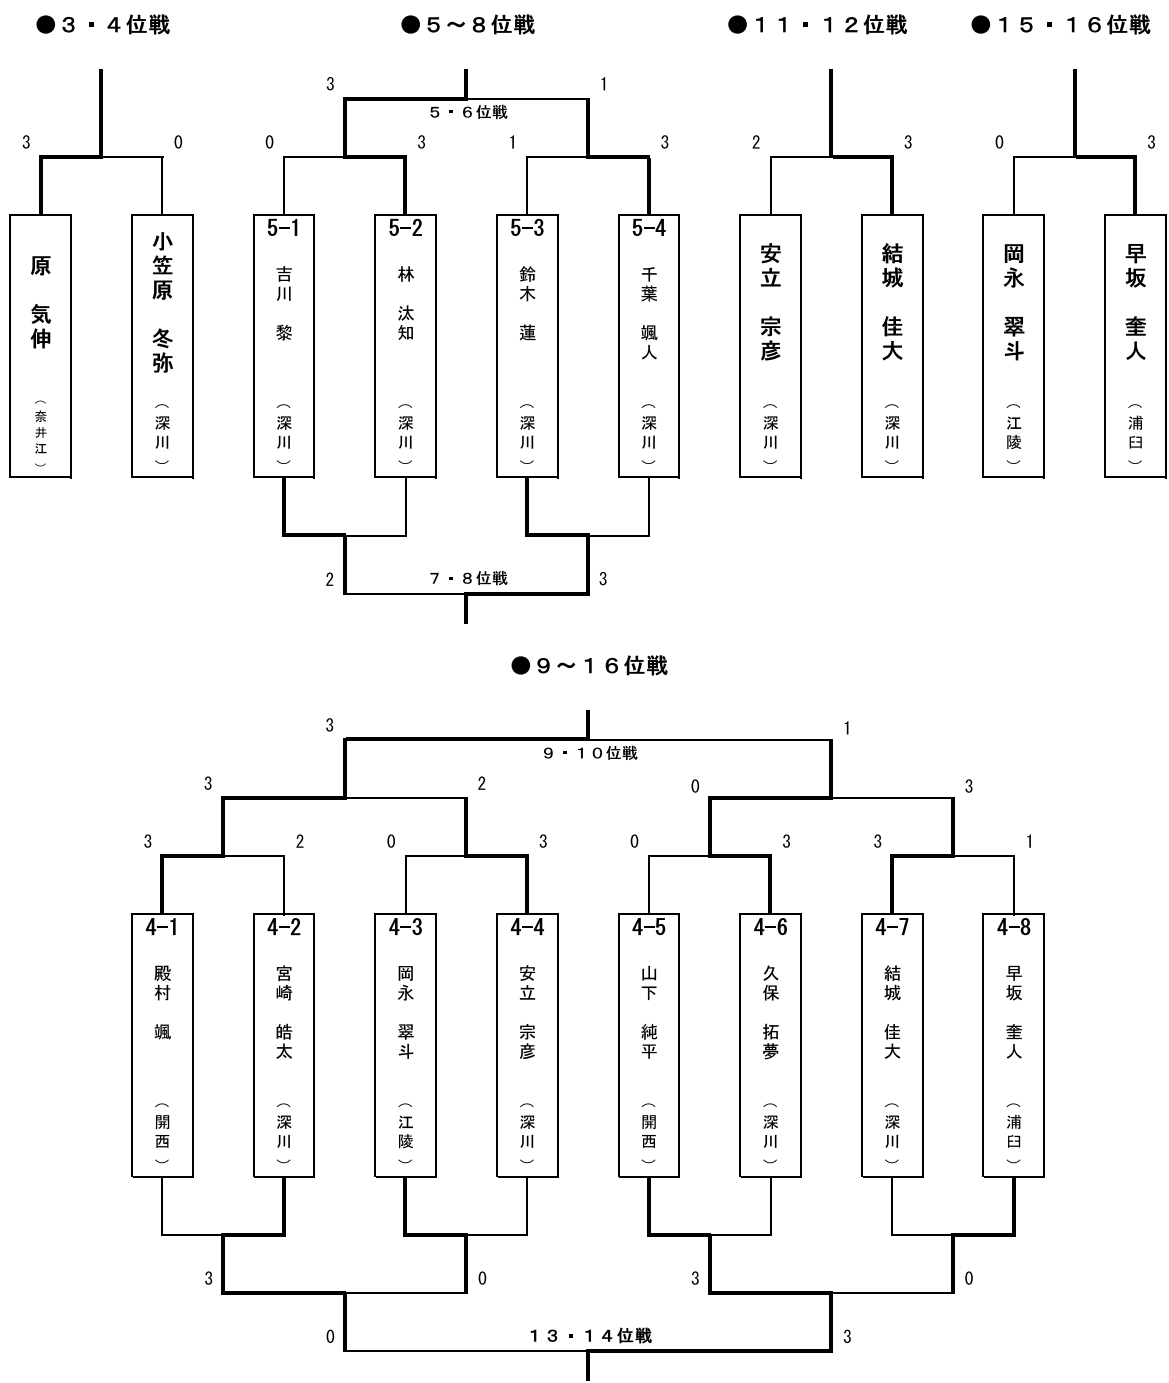 ●３・４位戦
●５～８位戦
●１１・１２位戦
●１５・１６位戦
3
1
5・6位戦
3
0
0
3
1
3
2
3
0
3
原 気伸 （奈井江）
小笠原 冬弥 （深川）
5-1 吉川 黎 （深川）
5-2 林 汰知 （深川）
5-3 鈴木 蓮 （深川）
5-4 千葉 颯人 （深川）
安立 宗彦 （深川）
結城 佳大 （深川）
岡永 翠斗 （江陵）
早坂 奎人 （浦臼）
2
7・8位戦
3
●９～１６位戦
3
1
9・10位戦
3
2
0
3
3
2
0
3
0
3
3
1
4-1 殿村 颯 （開西）
4-2 宮崎 皓太 （深川）
4-3 岡永 翠斗 （江陵）
4-4 安立 宗彦 （深川）
4-5 山下 純平 （開西）
4-6 久保 拓夢 （深川）
4-7 結城 佳大 （深川）
4-8 早坂 奎人 （浦臼）
3
0
3
0
0
１３・１４位戦
3